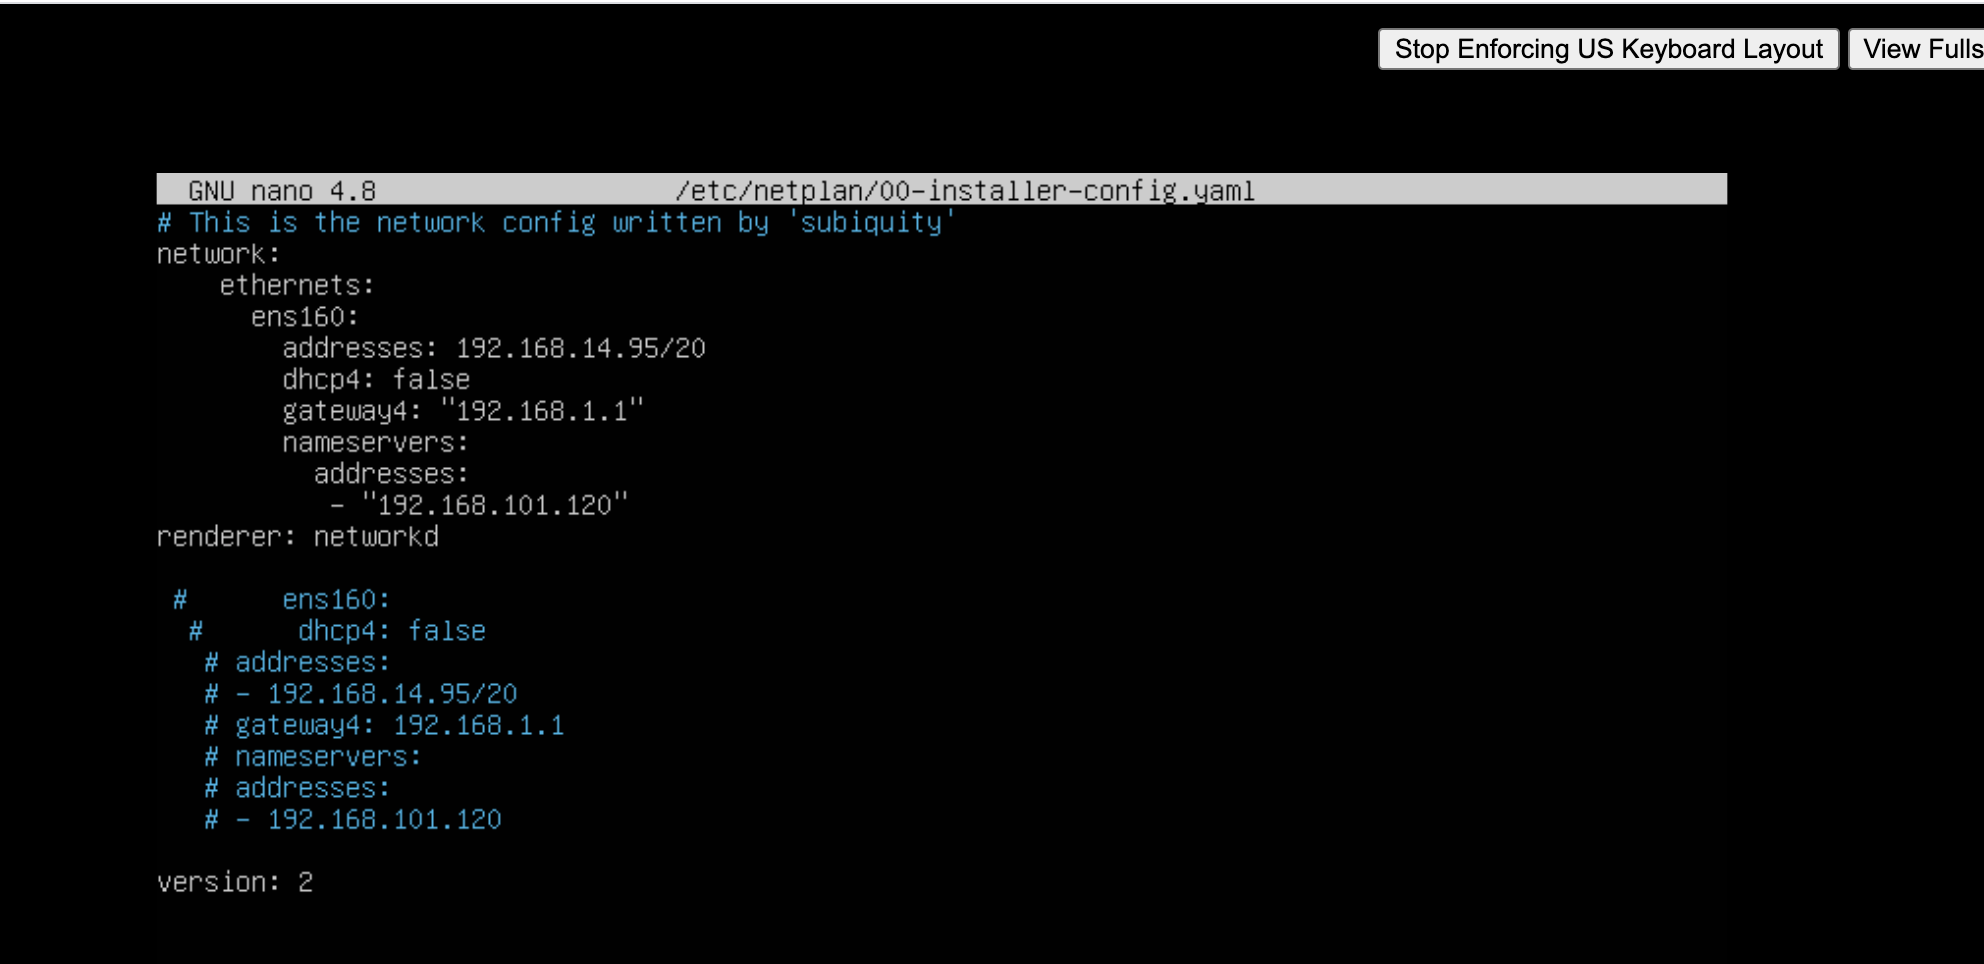 Stop Enforcing US Keyboard Layout View Fulls
GNU nano 4.8 /etc/netplan/00-installer-config.yaml
# This is the network config written by 'subiquity'
network:
    ethernets:
      ens160:
        addresses: 192.168.14.95/20
        dhcp4: false
        gateway4: "192.168.1.1"
        nameservers:
          addresses:
           - "192.168.101.120"
renderer: networkd
 #      ens160:
  #      dhcp4: false
   # addresses:
   # - 192.168.14.95/20
   # gateway4: 192.168.1.1
   # nameservers:
   # addresses:
   # - 192.168.101.120
version: 2